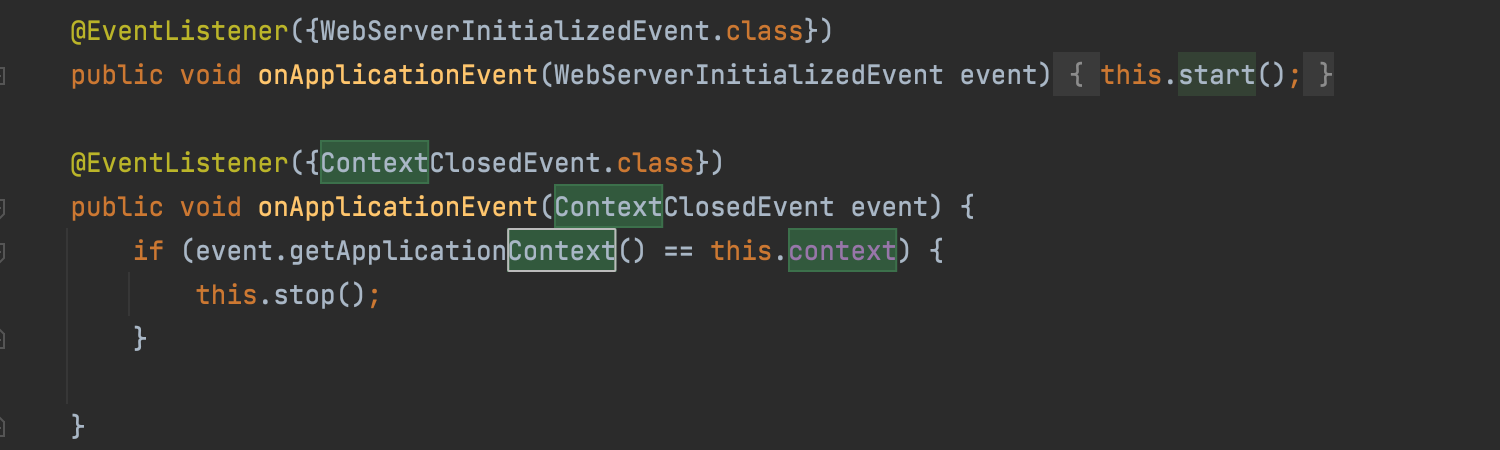 @EventListener({WebServerInitializedEvent.class})
public void onApplicationEvent(WebServerInitializedEvent event) { this.start(); }
@EventListener({ContextClosedEvent.class})
public void onApplicationEvent(ContextClosedEvent event) {
if (event.getApplicationContext() == this.context) {
this.stop();
}
}